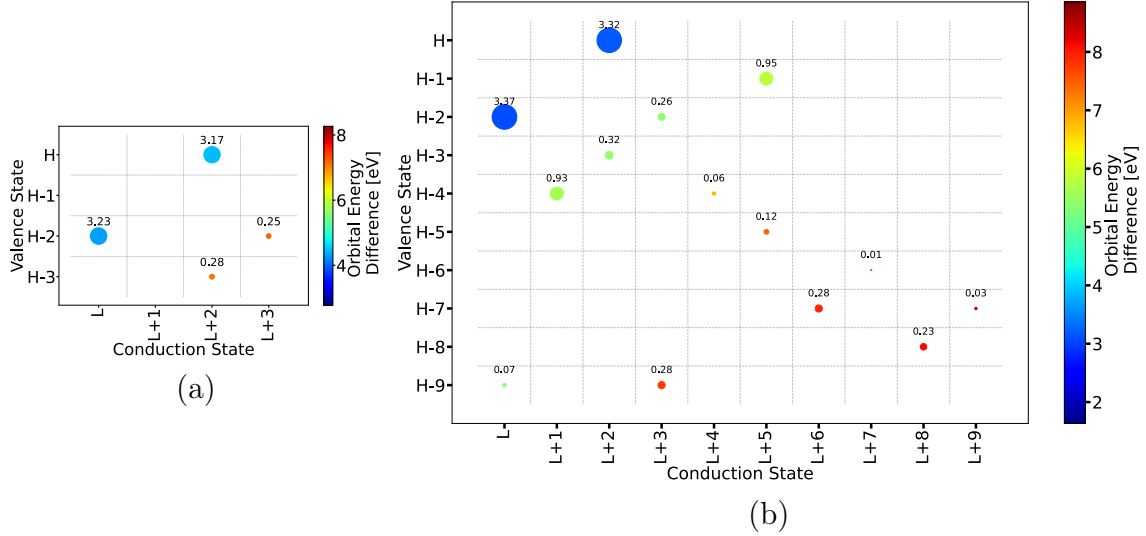 H
H-1
H-2
H-3
3.17
3.23
0.25
0.28
L
L+1
L+2
L+3
Valence State
Conduction State
8
6
4
Orbital Energy
Difference [eV]
(a)
H
H-1
H-2
H-3
H-4
H-5
H-6
H-7
H-8
H-9
3.32
0.95
3.37
0.26
0.32
0.93
0.06
0.12
0.01
0.28
0.03
0.23
0.07
0.28
L
L+1
L+2
L+3
L+4
L+5
L+6
L+7
L+8
L+9
Valence State
Conduction State
8
7
6
5
4
3
2
Orbital Energy
Difference [eV]
(b)